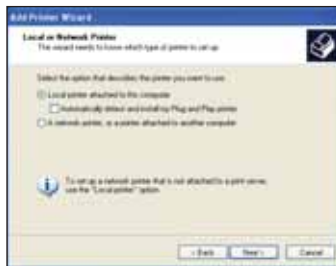 Add Printer Wizard
Local or Network Printer
The wizard needs to know which type of printer to set up.
Select the option that describes the printer you want to use:
Local printer attached to this computer
Automatically detect and install my Plug and Play printer
A network printer, or a printer attached to another computer
To set up a network printer that is not attached to a print server,
use the "Local printer" option.
< Back
Next >
Cancel